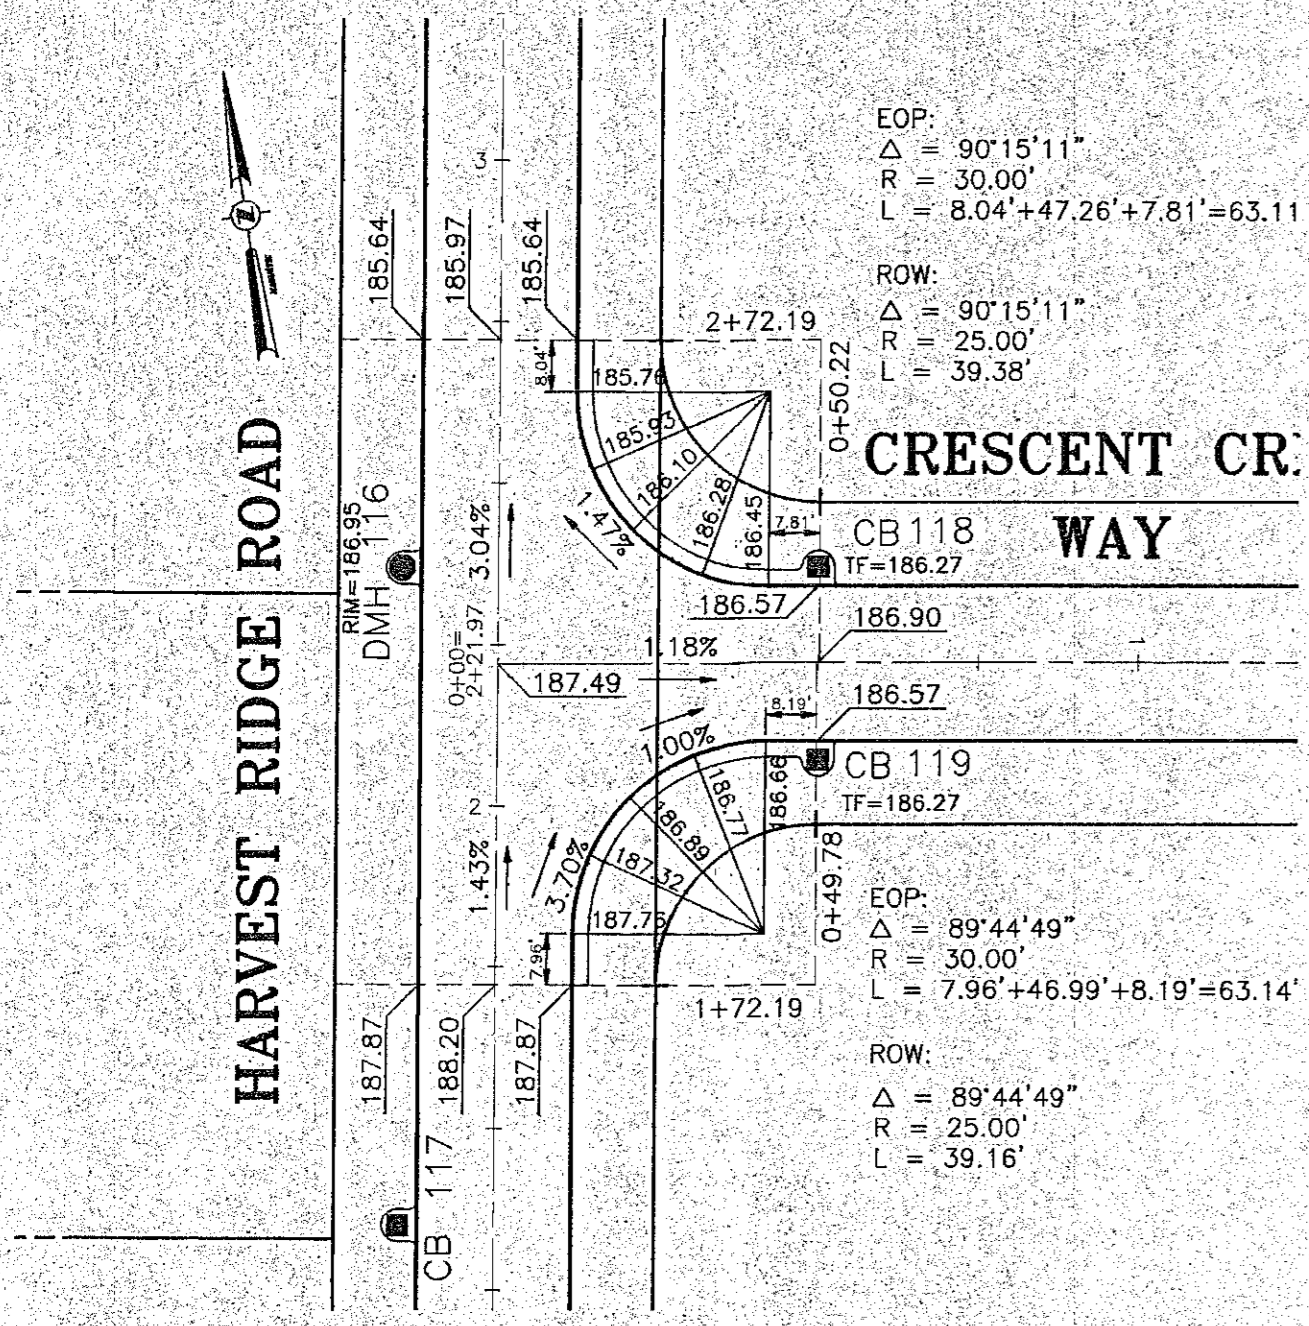 EOP:
Δ = 90°15'11"
R = 30.00'
L = 8.04'+47.26'+7.81'=63.11
ROW:
Δ = 90°15'11"
R = 25.00'
L = 39.38'
3
185.64
185.97
185.64
2+72.19
0+50.22
8.04'
185.76
185.93
186.10
186.28
186.45
7.81'
1.47%
3.04%
CRESCENT CR
WAY
CB 118
TF=186.27
HARVEST RIDGE ROAD
RIM=186.95
DMH 116
186.57
186.90
1.18%
1
0+00=
2+21.97
187.49
186.57
8.19'
1.00%
CB 119
TF=186.27
2
186.66
186.77
186.89
187.32
187.76
3.70%
1.43%
7.96'
0+49.78
1+72.19
187.87
188.20
187.87
CB 117
EOP:
Δ = 89°44'49"
R = 30.00'
L = 7.96'+46.99'+8.19'=63.14'
ROW:
Δ = 89°44'49"
R = 25.00'
L = 39.16'